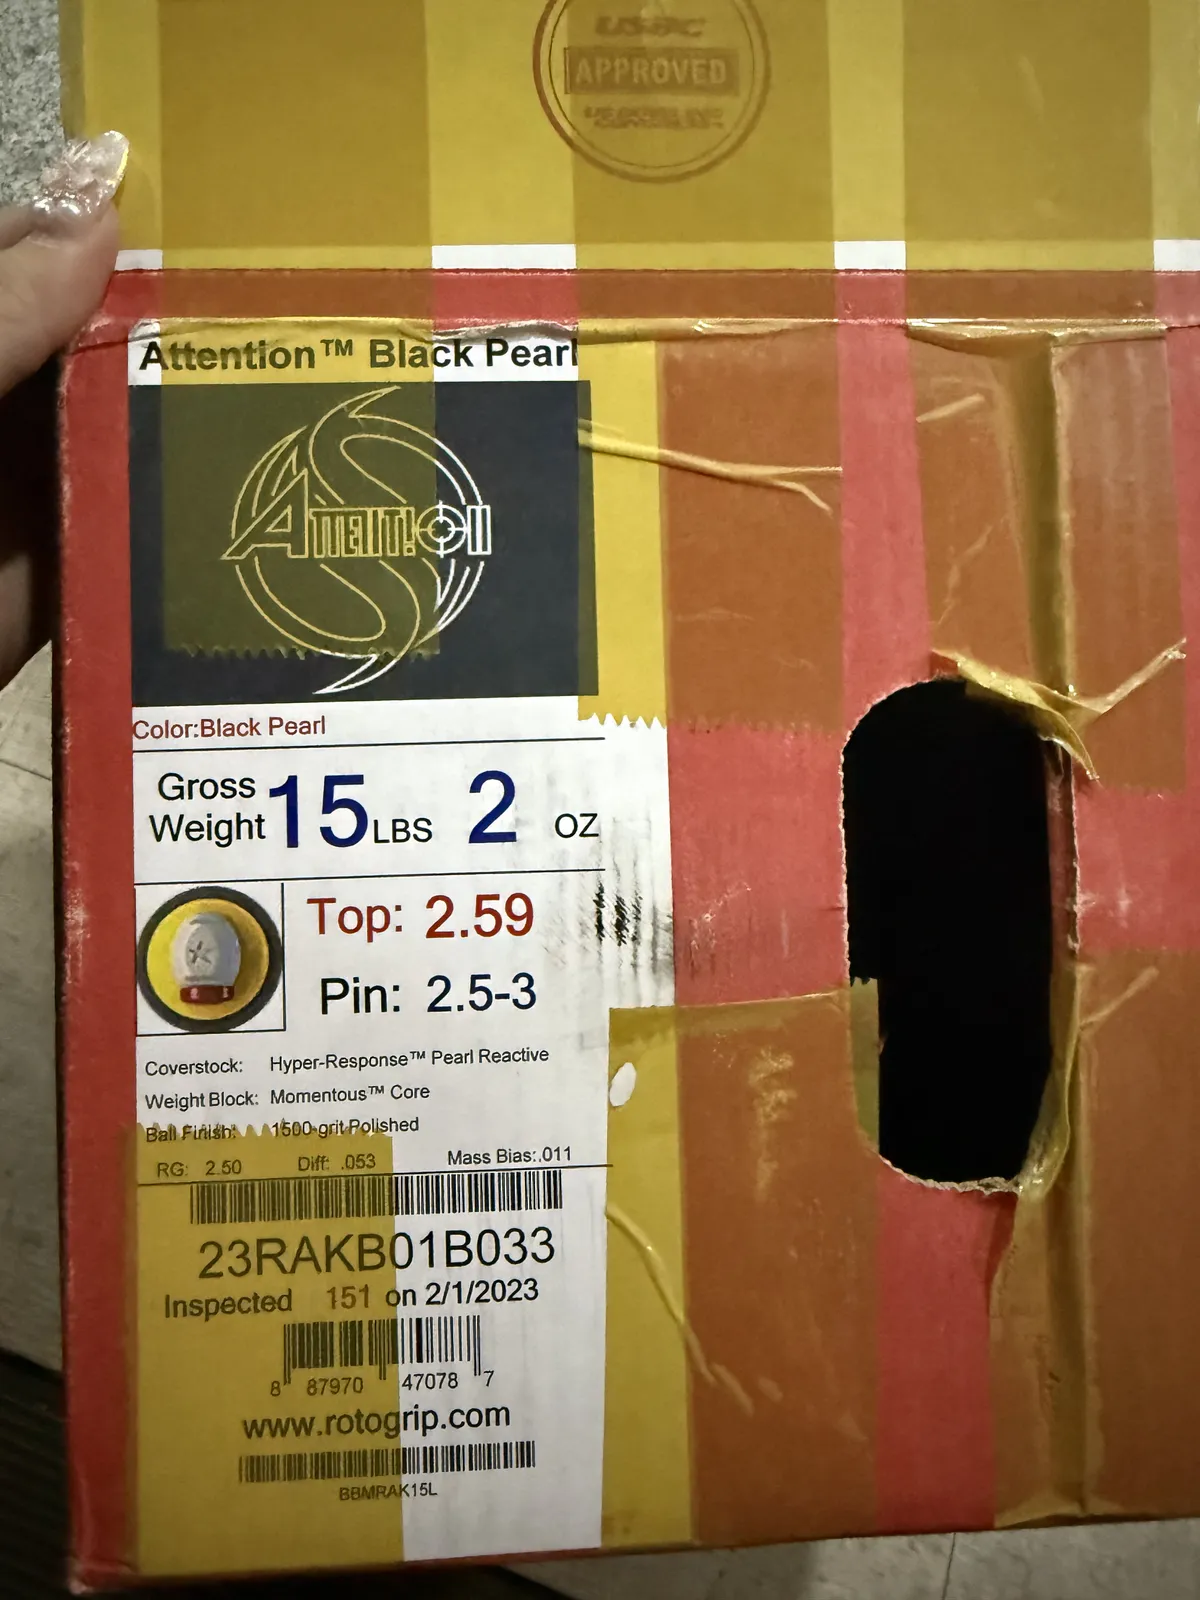 APPROVED
Attention™ Black Pearl
ATTENT!ON
Color:Black Pearl
Gross Weight 15 LBS 2 OZ
Top: 2.59
Pin: 2.5-3
Coverstock: Hyper-Response™ Pearl Reactive
Weight Block: Momentous™ Core
Ball Finish: 1500-grit Polished
RG: 2.50 Diff: .053 Mass Bias:.011
23RAKB01B033
Inspected 151 on 2/1/2023
8 87970 47078 7
www.rotogrip.com
BBMRAK15L